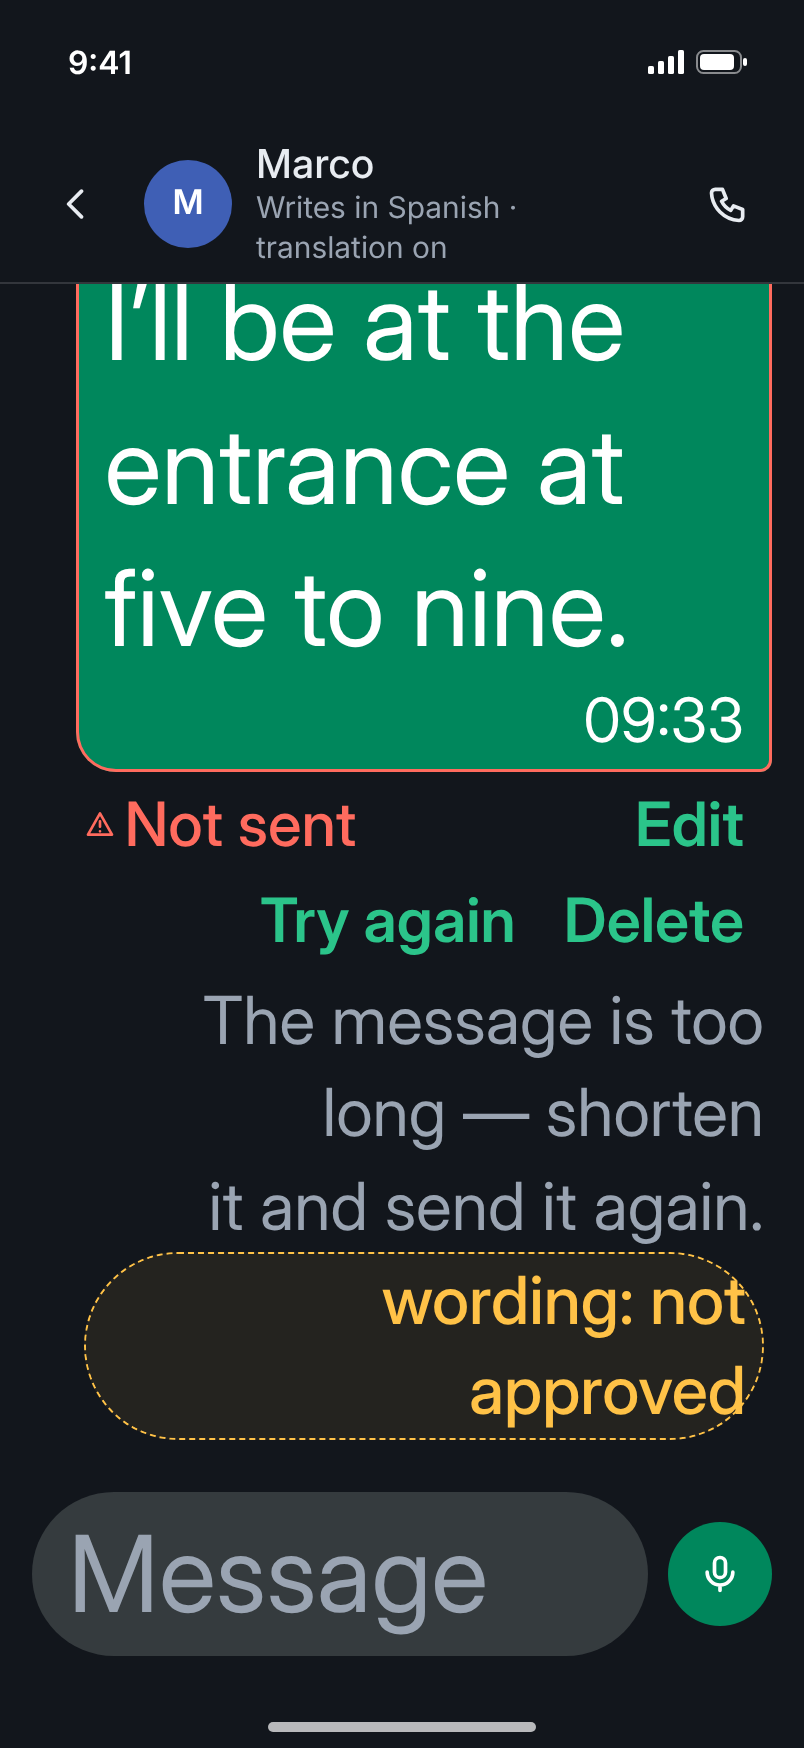 9:41
M
Marco
Writes in Spanish ·
translation on
I’ll be at the
entrance at
five to nine.
09:33
Not sent
Edit
Try again
Delete
The message is too
long — shorten
it and send it again.
wording: not
approved
Message